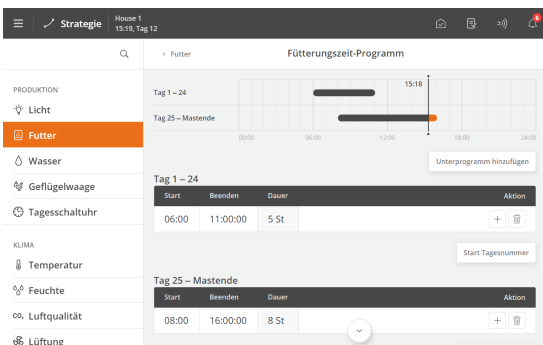 Strategie
House 1
15:19, Tag 12
6
< Futter
Fütterungszeit-Programm
PRODUKTION
Licht
Futter
Wasser
Geflügelwaage
Tagesschaltuhr
KLIMA
Temperatur
Feuchte
CO₂ Luftqualität
Lüftung
15:18
Tag 1 – 24
Tag 25 – Mastende
00:00 06:00 12:00 18:00 24:00
Unterprogramm hinzufügen
Tag 1 – 24
Start Beenden Dauer Aktion
06:00 11:00:00 5 St +
Start Tagesnummer
Tag 25 – Mastende
Start Beenden Dauer Aktion
08:00 16:00:00 8 St +